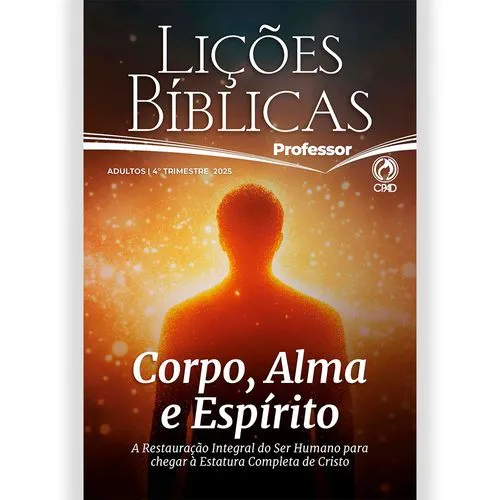 LIÇÕES
BÍBLICAS
Professor
ADULTOS | 4º TRIMESTRE 2025
CPAD
Corpo, Alma
e Espírito
A Restauração Integral do Ser Humano para
chegar à Estatura Completa de Cristo